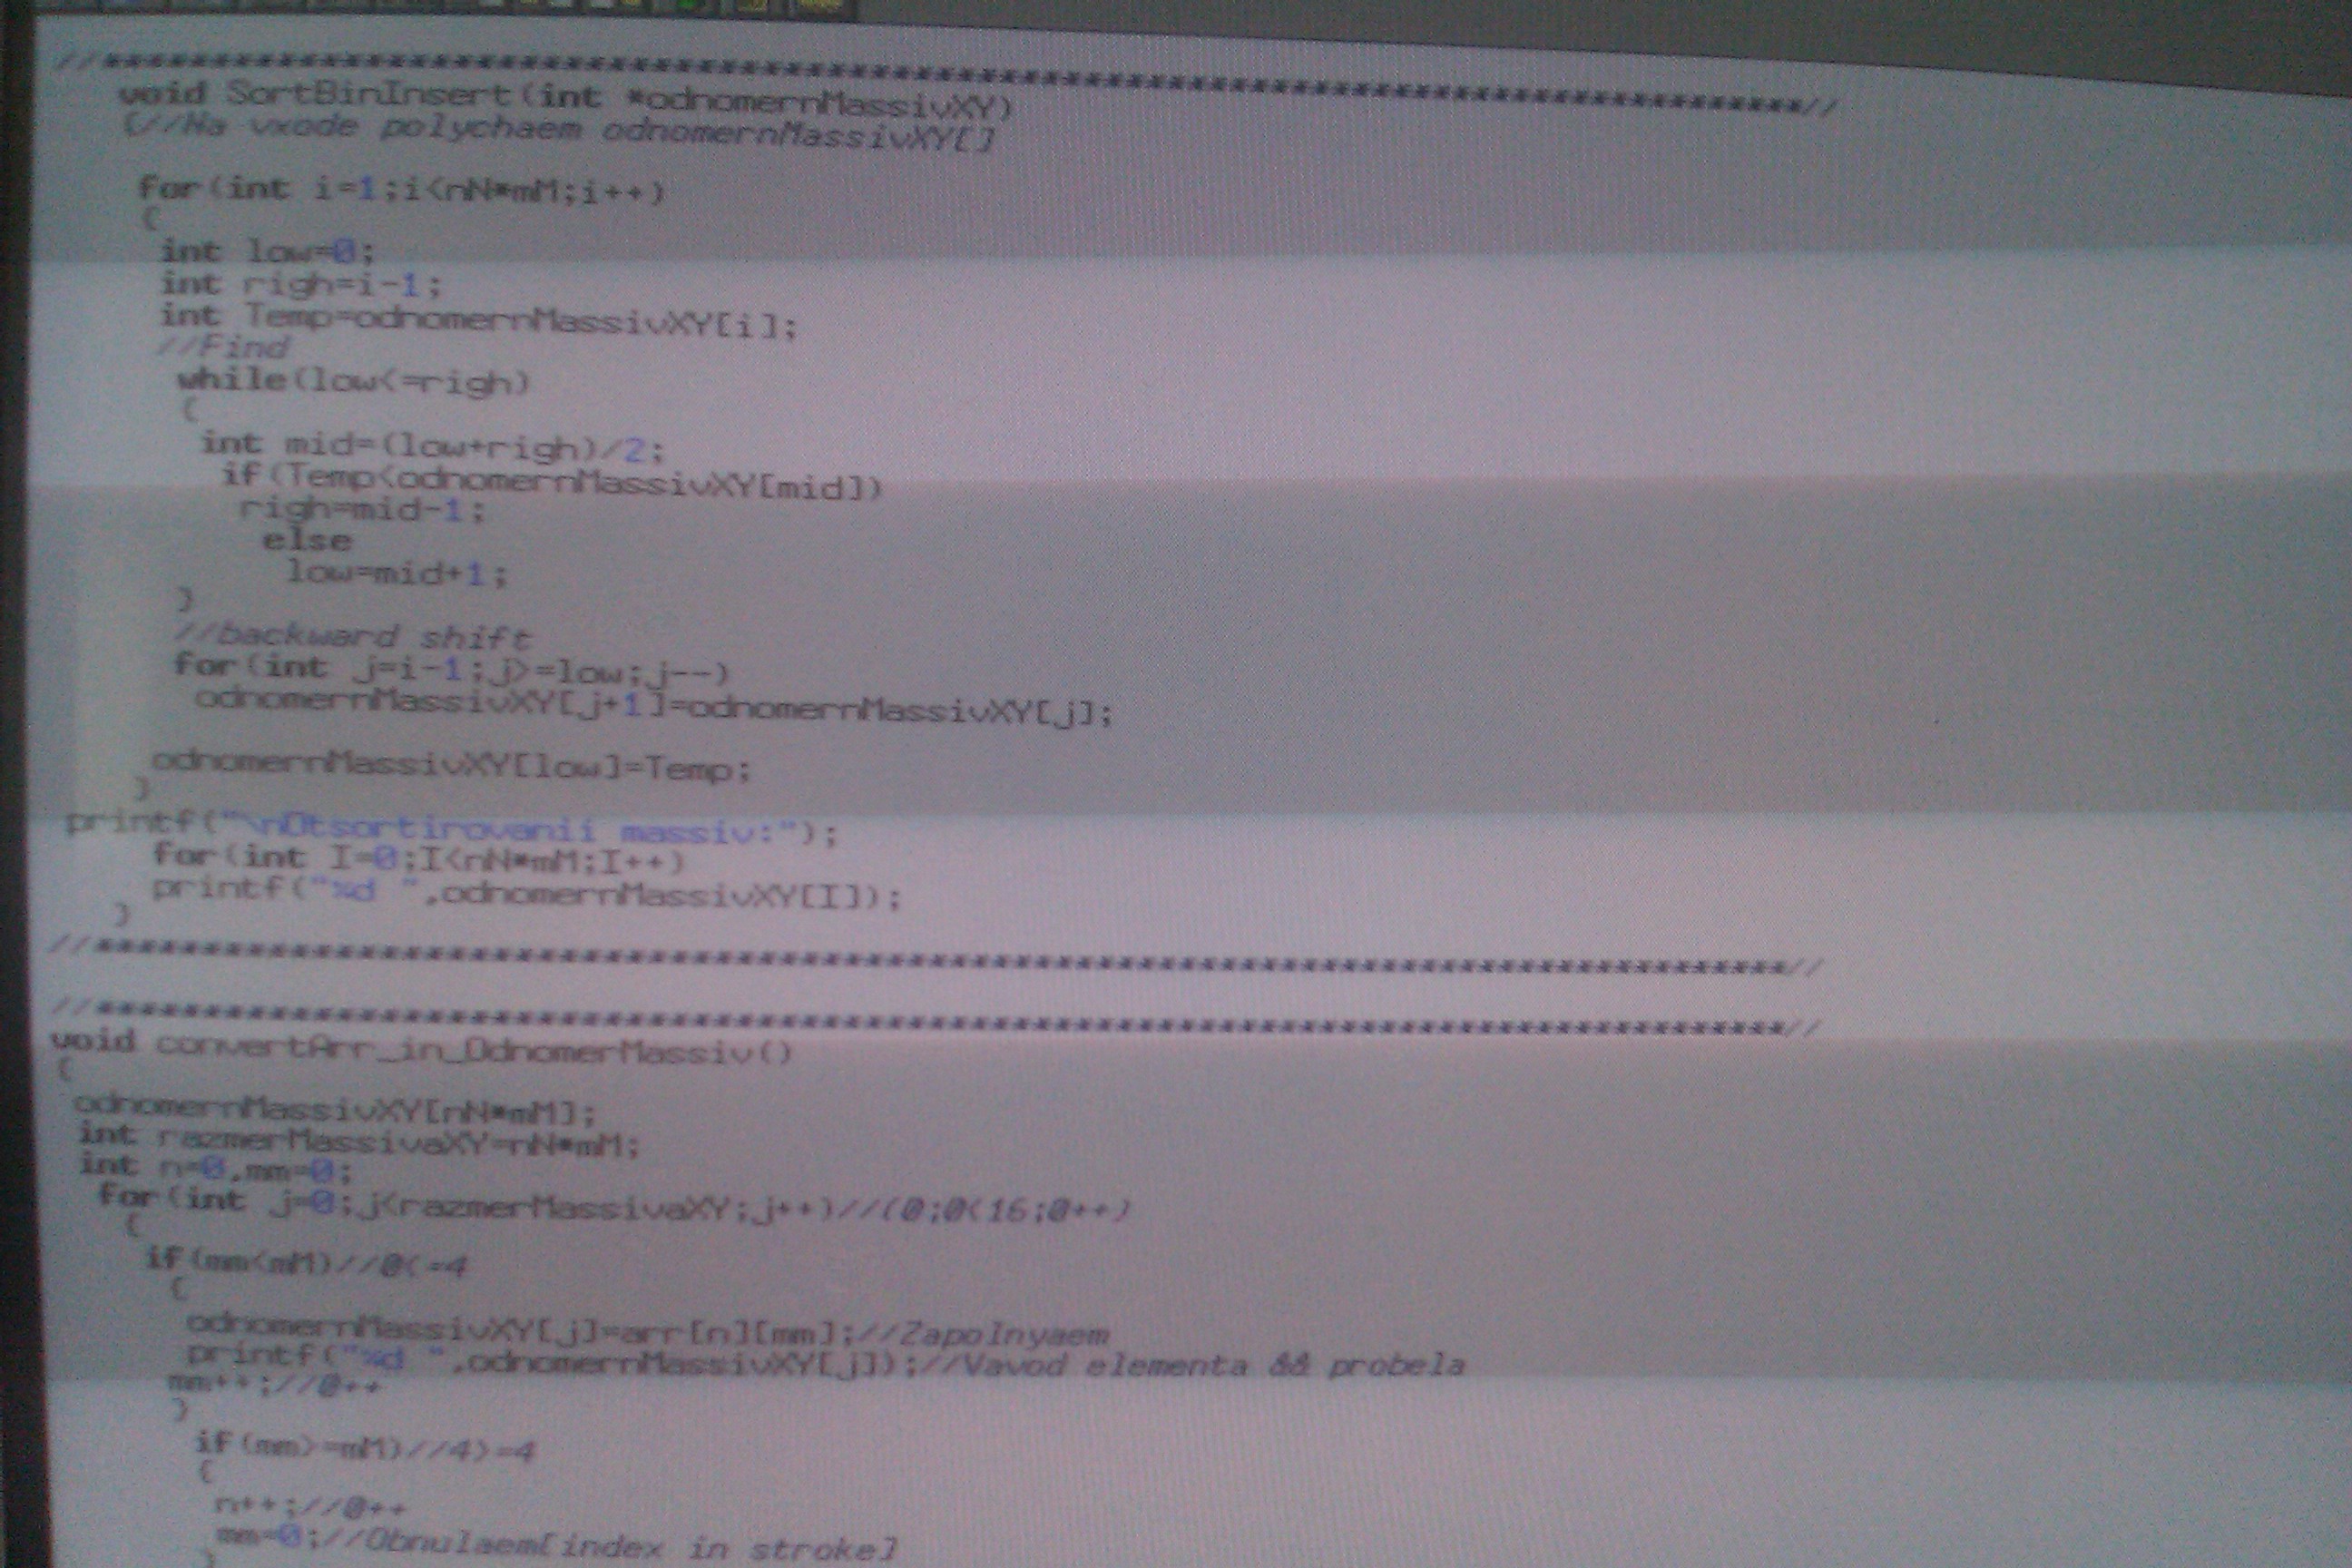 //******************************************************************************//
void SortBinInsert(int *odnomernMassivXY)
{//Na vxode polychaem odnomernMassivXY[]
for(int i=1;i<nN*mM;i++)
{
int low=0;
int righ=i-1;
int Temp=odnomernMassivXY[i];
//Find
while(low<=righ)
{
int mid=(low+righ)/2;
if(Temp<odnomernMassivXY[mid])
righ=mid-1;
else
low=mid+1;
}
//backward shift
for(int j=i-1;j>=low;j--)
odnomernMassivXY[j+1]=odnomernMassivXY[j];
odnomernMassivXY[low]=Temp;
}
printf("\nOtsortirovanii massiv:");
for(int I=0;I<nN*mM;I++)
printf("%d ",odnomernMassivXY[I]);
}
//******************************************************************************//
//******************************************************************************//
void convertArr_in_OdnomerMassiv()
{
odnomernMassivXY[nN*mM];
int razmerMassivaXY=nN*mM;
int n=0,mm=0;
for(int j=0;j<razmerMassivaXY;j++)//(0;0<16;0++)
{
if(mm<mM)//0<=4
{
odnomernMassivXY[j]=arr[n][mm];//Zapolnyaem
printf("%d ",odnomernMassivXY[j]);//Vavod elementa && probela
mm++;//0++
}
if(mm>=mM)//4>=4
{
n++;//0++
mm=0;//Obnulaem[index in stroke]
}